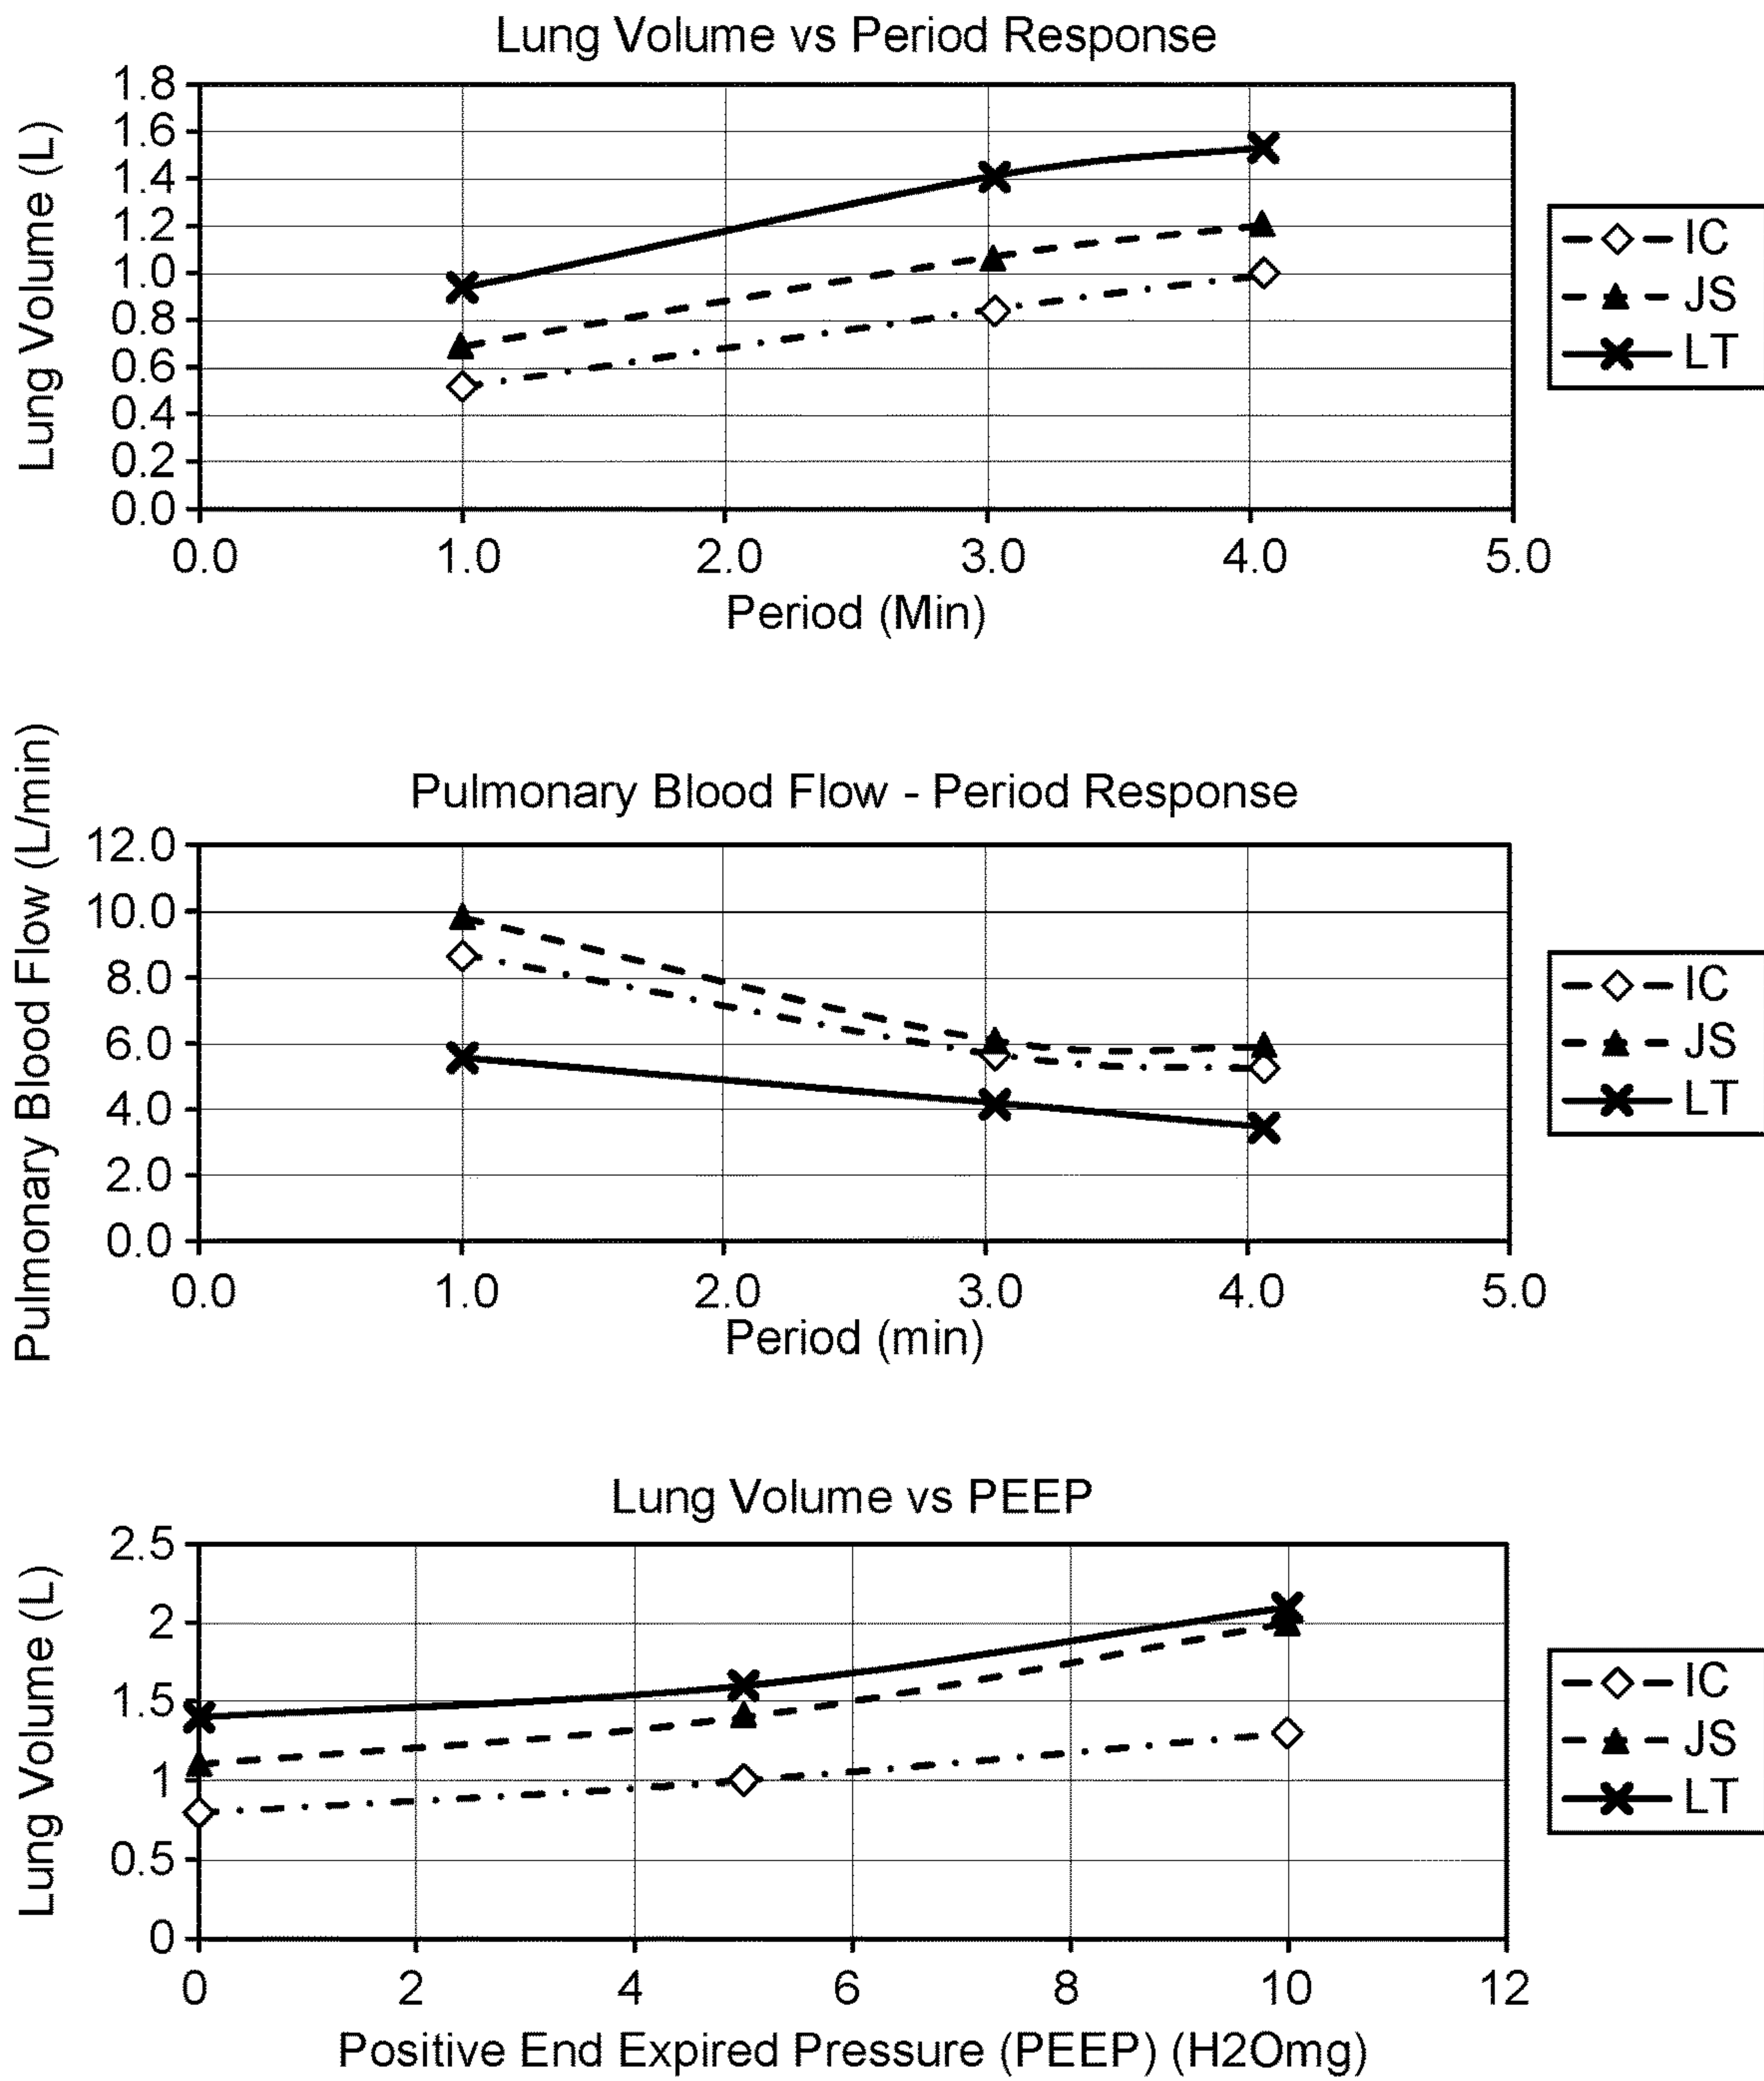 Lung Volume vs Period Response
Lung Volume (L)
1.8
1.6
1.4
1.2
1.0
0.8
0.6
0.4
0.2
0.0
0.0 1.0 2.0 3.0 4.0 5.0
Period (Min)
IC
JS
LT
Pulmonary Blood Flow - Period Response
Pulmonary Blood Flow (L/min)
12.0
10.0
8.0
6.0
4.0
2.0
0.0
0.0 1.0 2.0 3.0 4.0 5.0
Period (min)
IC
JS
LT
Lung Volume vs PEEP
Lung Volume (L)
2.5
2
1.5
1
0.5
0
0 2 4 6 8 10 12
Positive End Expired Pressure (PEEP) (H2Omg)
IC
JS
LT